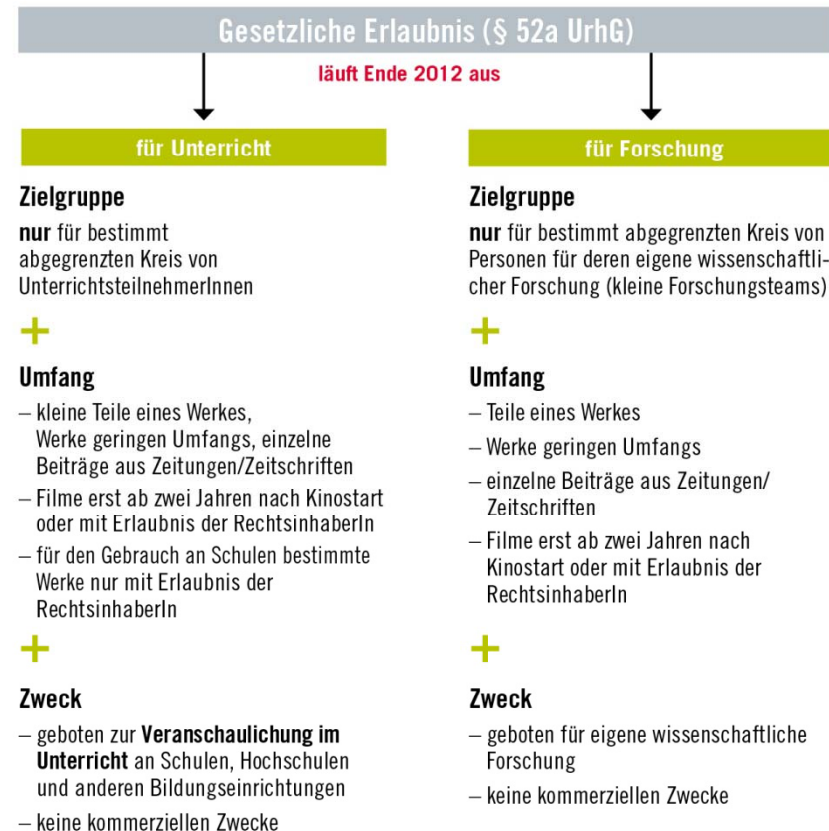 Gesetzliche Erlaubnis (§ 52a UrhG)
läuft Ende 2012 aus
für Unterricht
Zielgruppe
nur für bestimmt
abgegrenzten Kreis von
UnterrichtsteilnehmerInnen
+
Umfang
– kleine Teile eines Werkes,
Werke geringen Umfangs, einzelne
Beiträge aus Zeitungen/Zeitschriften
– Filme erst ab zwei Jahren nach Kinostart
oder mit Erlaubnis der RechtsinhaberIn
– für den Gebrauch an Schulen bestimmte
Werke nur mit Erlaubnis der
RechtsinhaberIn
+
Zweck
– geboten zur Veranschaulichung im
Unterricht an Schulen, Hochschulen
und anderen Bildungseinrichtungen
– keine kommerziellen Zwecke
für Forschung
Zielgruppe
nur für bestimmt abgegrenzten Kreis von
Personen für deren eigene wissenschaftli-
cher Forschung (kleine Forschungsteams)
+
Umfang
– Teile eines Werkes
– Werke geringen Umfangs
– einzelne Beiträge aus Zeitungen/
Zeitschriften
– Filme erst ab zwei Jahren nach
Kinostart oder mit Erlaubnis der
RechtsinhaberIn
+
Zweck
– geboten für eigene wissenschaftliche
Forschung
– keine kommerziellen Zwecke